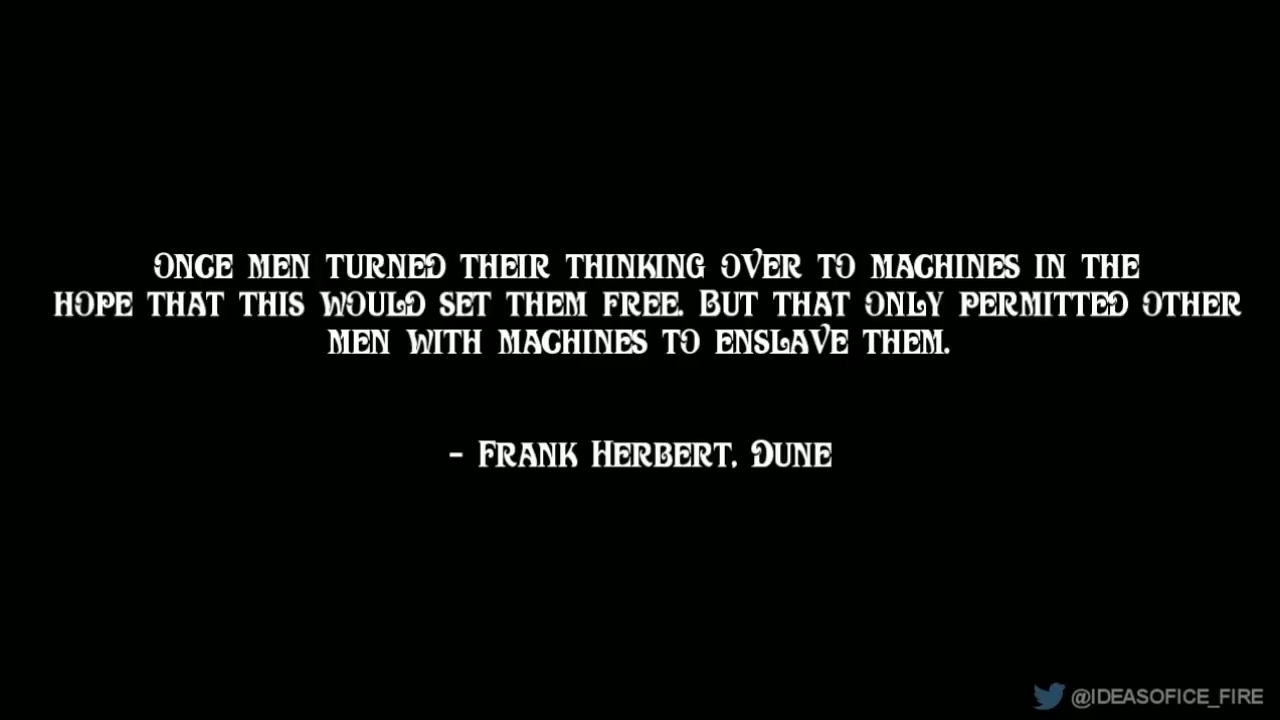 ONCE MEN TURNED THEIR THINKING OVER TO MACHINES IN THE
HOPE THAT THIS WOULD SET THEM FREE. BUT THAT ONLY PERMITTED OTHER
MEN WITH MACHINES TO ENSLAVE THEM.
- FRANK HERBERT, DUNE
@IDEASOFICE_FIRE